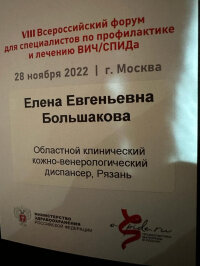 VIII Всероссийский форум
для специалистов по профилактике
и лечению ВИЧ/СПИДа
28 ноября 2022 | г. Москва
Елена Евгеньевна
Большакова
Областной клинический
кожно-венерологический
диспансер, Рязань
МИНИСТЕРСТВО
ЗДРАВООХРАНЕНИЯ
РОССИЙСКОЙ ФЕДЕРАЦИИ